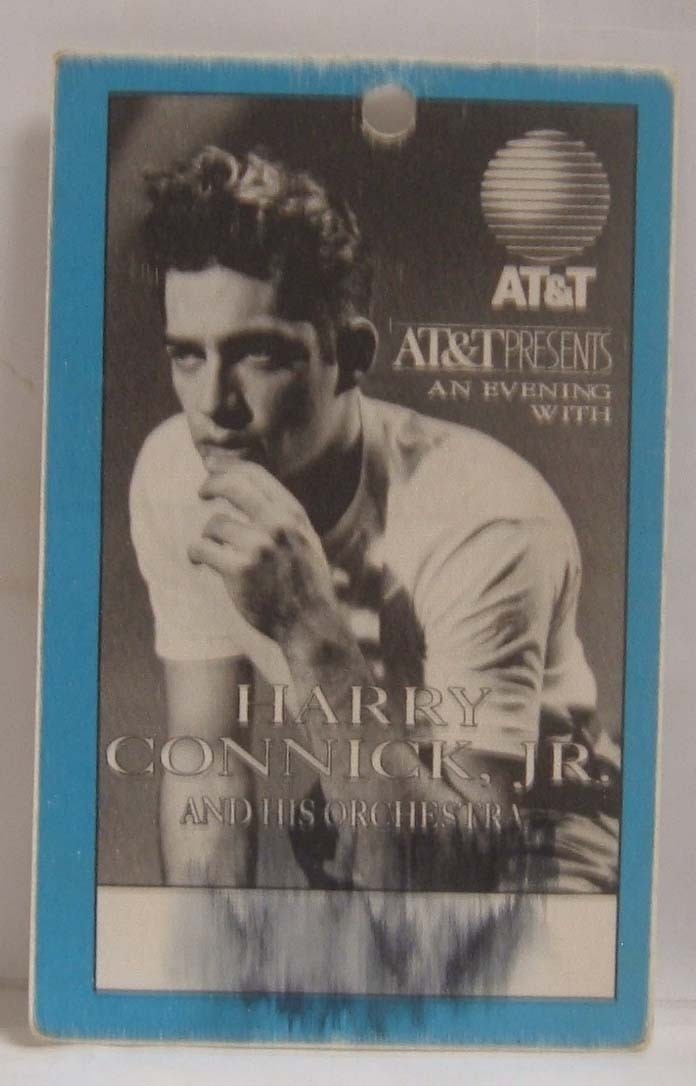 AT&T
AT&T PRESENTS
AN EVENING
WITH
HARRY
CONNICK, JR.
AND HIS ORCHESTRA